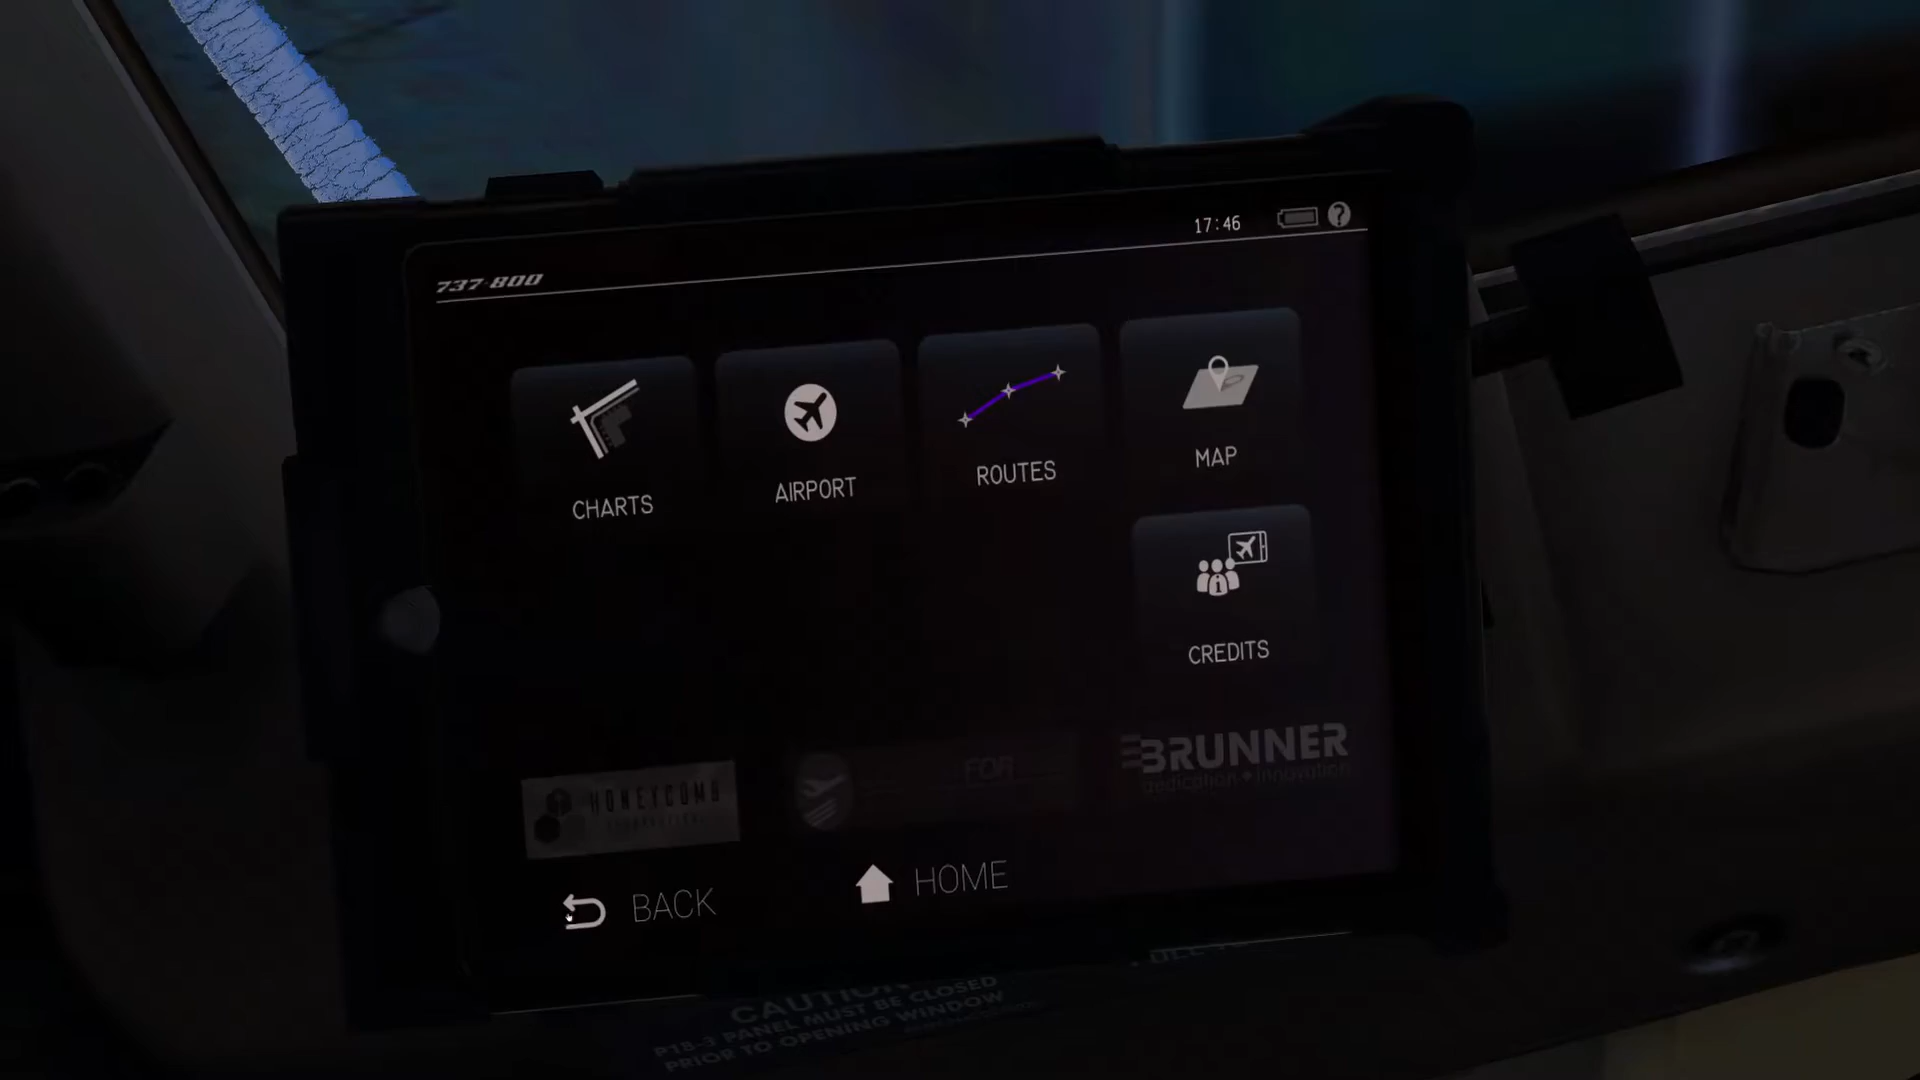 17:46
737-800
CHARTS
AIRPORT
ROUTES
MAP
CREDITS
HONEYCOMB
FOR
BRUNNER
dedication • innovation
BACK
HOME
CAUTION
P18-3 PANEL MUST BE CLOSED
PRIOR TO OPENING WINDOW